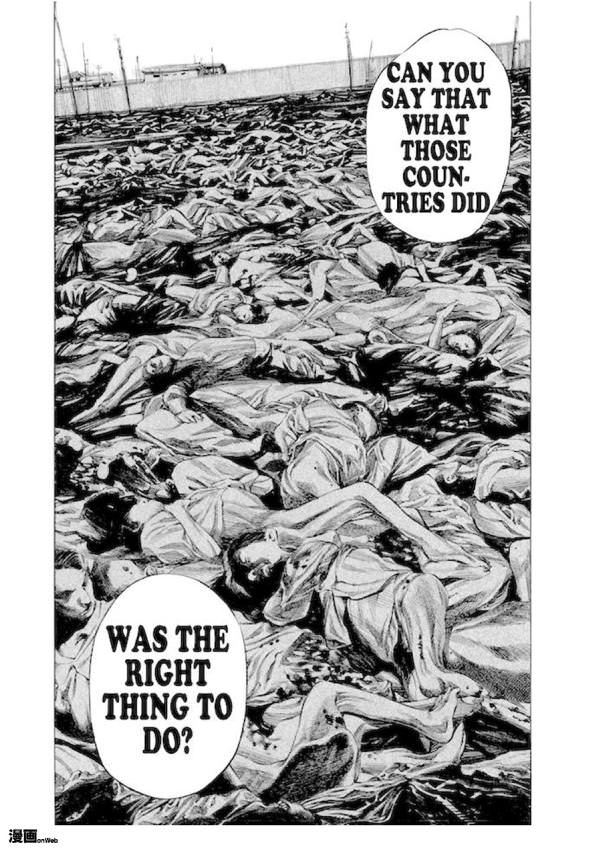 CAN YOU
SAY THAT
WHAT
THOSE
COUN-
TRIES DID
WAS THE
RIGHT
THING TO
DO?
漫画onWeb